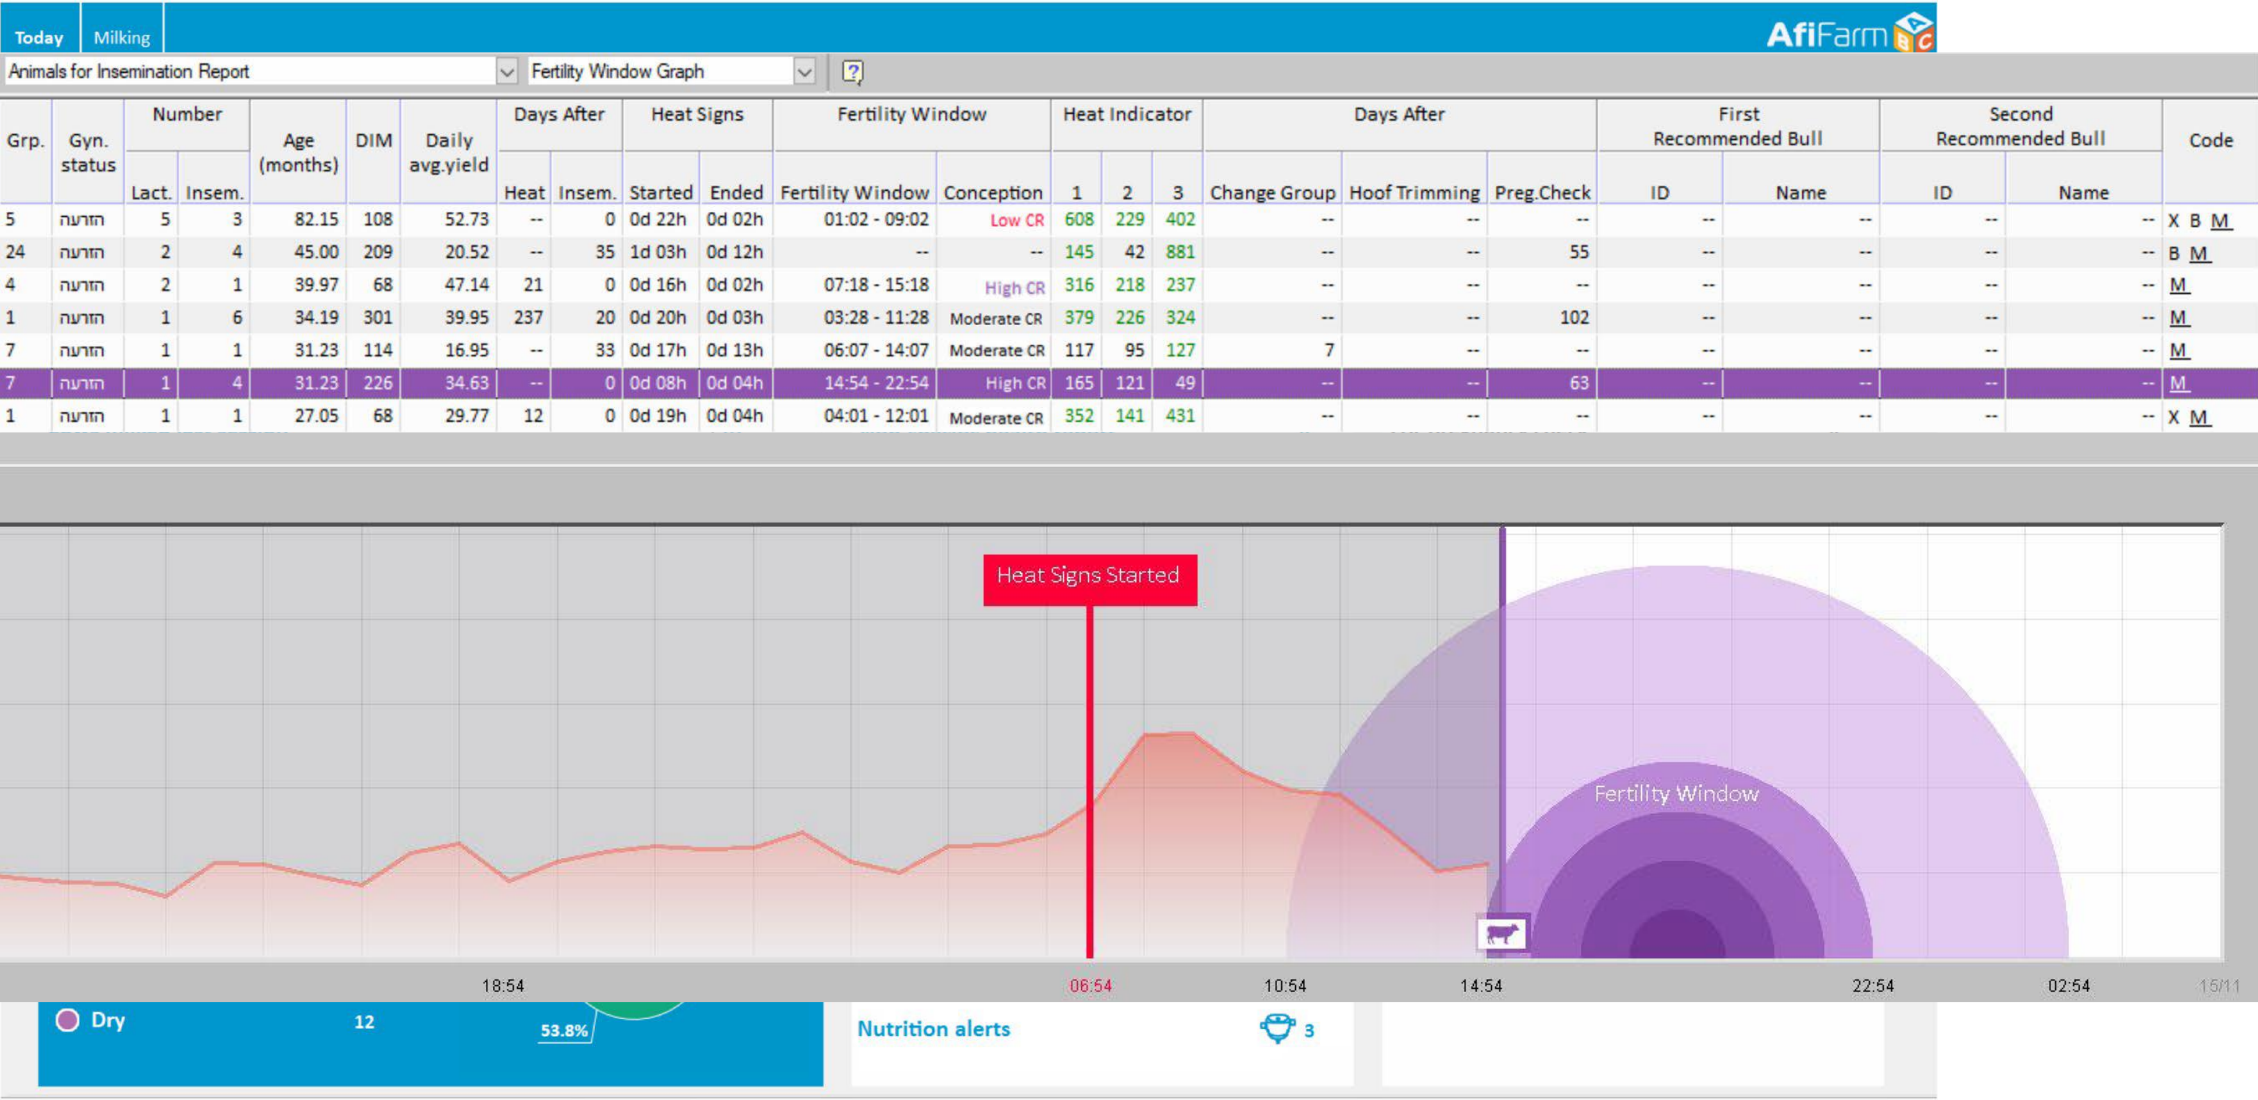 Today Milking AfiFarm
Animals for Insemination Report Fertility Window Graph ?
Number Days After Heat Signs Fertility Window Heat Indicator Days After First Recommended Bull Second Recommended Bull
Grp. Gyn. status Age (months) DIM Daily avg.yield Code
Lact. Insem. Heat Insem. Started Ended Fertility Window Conception 1 2 3 Change Group Hoof Trimming Preg.Check ID Name ID Name
5 הזרעה 5 3 82.15 108 52.73 -- 0 0d 22h 0d 02h 01:02 - 09:02 Low CR 608 229 402 -- -- -- -- -- -- -- X B M
24 הזרעה 2 4 45.00 209 20.52 -- 35 1d 03h 0d 12h -- -- 145 42 881 -- -- 55 -- -- -- -- B M
4 הזרעה 2 1 39.97 68 47.14 21 0 0d 16h 0d 02h 07:18 - 15:18 High CR 316 218 237 -- -- -- -- -- -- -- M
1 הזרעה 1 6 34.19 301 39.95 237 20 0d 20h 0d 03h 03:28 - 11:28 Moderate CR 379 226 324 -- -- 102 -- -- -- -- M
7 הזרעה 1 1 31.23 114 16.95 -- 33 0d 17h 0d 13h 06:07 - 14:07 Moderate CR 117 95 127 7 -- -- -- -- -- -- M
7 הזרעה 1 4 31.23 226 34.63 -- 0 0d 08h 0d 04h 14:54 - 22:54 High CR 165 121 49 -- -- 63 -- -- -- -- M
1 הזרעה 1 1 27.05 68 29.77 12 0 0d 19h 0d 04h 04:01 - 12:01 Moderate CR 352 141 431 -- -- -- -- -- -- -- X M
Heat Signs Started
Fertility Window
18:54 06:54 10:54 14:54 22:54 02:54 15/11
Dry 12 53.8% Nutrition alerts 3